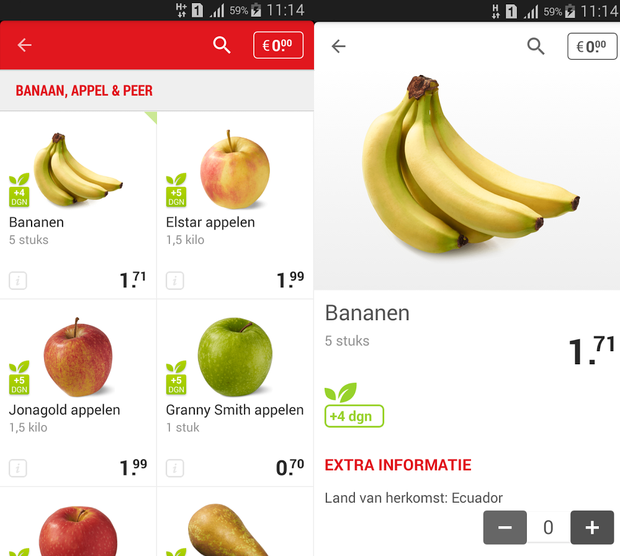 H+ 1 59% 11:14
€ 0.00
BANAAN, APPEL & PEER
+4 DGN
Bananen
5 stuks
i 1.71
+5 DGN
Elstar appelen
1,5 kilo
i 1.99
+5 DGN
Jonagold appelen
1,5 kilo
i 1.99
+5 DGN
Granny Smith appelen
1 stuk
i 0.70
H 1 59% 11:14
€ 0.00
Bananen
5 stuks
1.71
+4 dgn
EXTRA INFORMATIE
Land van herkomst: Ecuador
− 0 +